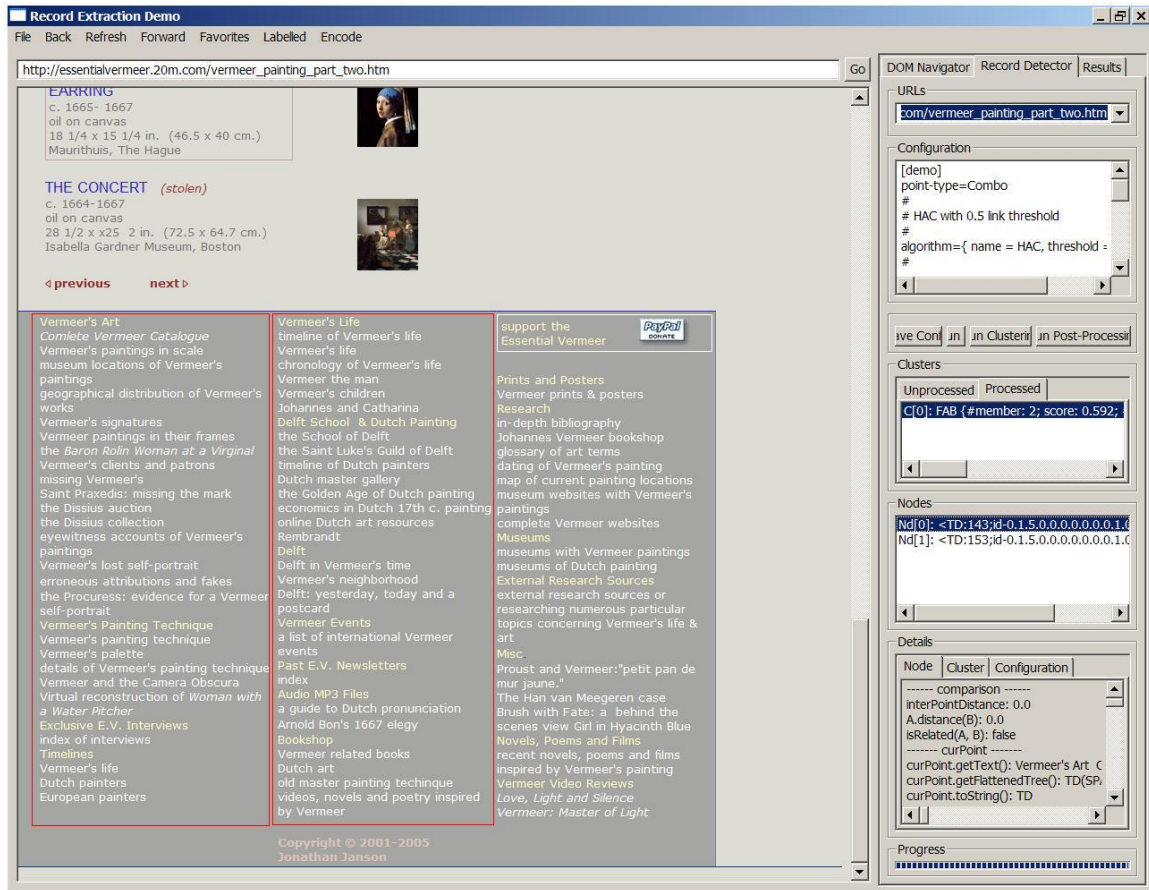 Record Extraction Demo
File Back Refresh Forward Favorites Labelled Encode
http://essentialvermeer.20m.com/vermeer_painting_part_two.htm
Go
EARRING
c. 1665- 1667
oil on canvas
18 1/4 x 15 1/4 in. (46.5 x 40 cm.)
Maurithuis, The Hague
THE CONCERT (stolen)
c. 1664-1667
oil on canvas
28 1/2 x x25 2 in. (72.5 x 64.7 cm.)
Isabella Gardner Museum, Boston
previous next
Vermeer's Art
Comlete Vermeer Catalogue
Vermeer's paintings in scale
museum locations of Vermeer's
paintings
geographical distribution of Vermeer's
works
Vermeer's signatures
Vermeer paintings in their frames
the Baron Rolin Woman at a Virginal
Vermeer's clients and patrons
missing Vermeer's
Saint Praxedis: missing the mark
the Dissius auction
the Dissius collection
eyewitness accounts of Vermeer's
paintings
Vermeer's lost self-portrait
erroneous attributions and fakes
the Procuress: evidence for a Vermeer
self-portrait
Vermeer's Painting Technique
Vermeer's painting technique
Vermeer's palette
details of Vermeer's painting technique
Vermeer and the Camera Obscura
Virtual reconstruction of Woman with
a Water Pitcher
Exclusive E.V. Interviews
index of interviews
Timelines
Vermeer's life
Dutch painters
European painters
Vermeer's Life
timeline of Vermeer's life
Vermeer's life
chronology of Vermeer's life
Vermeer the man
Vermeer's children
Johannes and Catharina
Delft School & Dutch Painting
the School of Delft
the Saint Luke's Guild of Delft
timeline of Dutch painters
Dutch master gallery
the Golden Age of Dutch painting
economics in Dutch 17th c. painting
online Dutch art resources
Rembrandt
Delft
Delft in Vermeer's time
Vermeer's neighborhood
Delft: yesterday, today and a
postcard
Vermeer Events
a list of international Vermeer
events
Past E.V. Newsletters
index
Audio MP3 Files
a guide to Dutch pronunciation
Arnold Bon's 1667 elegy
Bookshop
Vermeer related books
Dutch art
old master painting techinque
videos, novels and poetry inspired
by Vermeer
support the
Essential Vermeer
PayPal
DONATE
Prints and Posters
Vermeer prints & posters
Research
in-depth bibliography
Johannes Vermeer bookshop
glossary of art terms
dating of Vermeer's painting
map of current painting locations
museum websites with Vermeer's
paintings
complete Vermeer websites
Museums
museums with Vermeer paintings
museums of Dutch painting
External Research Sources
external research sources or
researching numerous particular
topics concerning Vermeer's life &
art
Misc.
Proust and Vermeer:"petit pan de
mur jaune."
The Han van Meegeren case
Brush with Fate: a behind the
scenes view Girl in Hyacinth Blue
Novels, Poems and Films
recent novels, poems and films
inspired by Vermeer's painting
Vermeer Video Reviews
Love, Light and Silence
Vermeer: Master of Light
Copyright © 2001-2005
Jonathan Janson
DOM Navigator Record Detector Results
URLs
com/vermeer_painting_part_two.htm
Configuration
[demo]
point-type=Combo
#
# HAC with 0.5 link threshold
#
algorithm={ name = HAC, threshold =
#
ave Conf un un Clusterin un Post-Processin
Clusters
Unprocessed Processed
C[0]: FAB {#member: 2; score: 0.592;
Nodes
Nd[0]: <TD:143;id-0.1.5.0.0.0.0.0.0.1.0
Nd[1]: <TD:153;id-0.1.5.0.0.0.0.0.0.1.0
Details
Node Cluster Configuration
------ comparison ------
interPointDistance: 0.0
A.distance(B): 0.0
isRelated(A, B): false
------- curPoint -------
curPoint.getText(): Vermeer's Art C
curPoint.getFlattenedTree(): TD(SPA
curPoint.toString(): TD
Progress